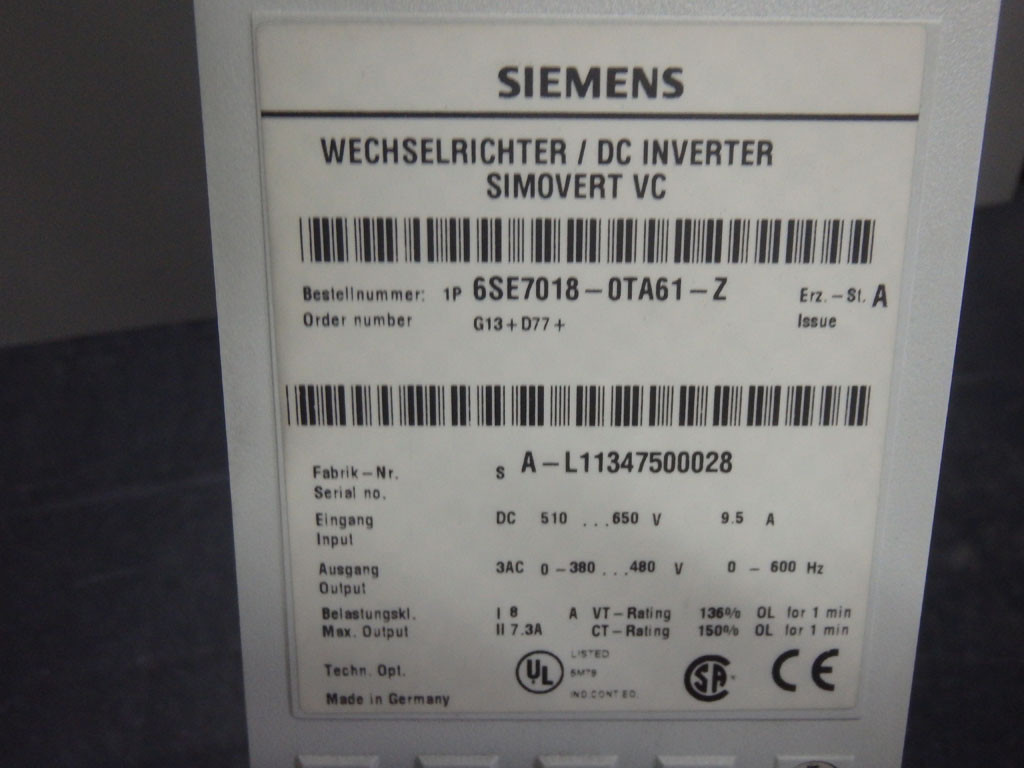 SIEMENS
WECHSELRICHTER / DC INVERTER
SIMOVERT VC
Bestellnummer: 1P 6SE7018-0TA61-Z Erz.-St. A
Order number G13+D77+ Issue
Fabrik-Nr. S A-L11347500028
Serial no.
Eingang DC 510 ...650 V 9.5 A
Input
Ausgang 3AC 0-380 ...480 V 0 - 600 Hz
Output
Belastungskl. I 8 A VT-Rating 136% OL for 1 min
Max. Output II 7.3A CT-Rating 150% OL for 1 min
Techn. Opt. UL LISTED
IND.CONT.EQ. SA CE
Made in Germany